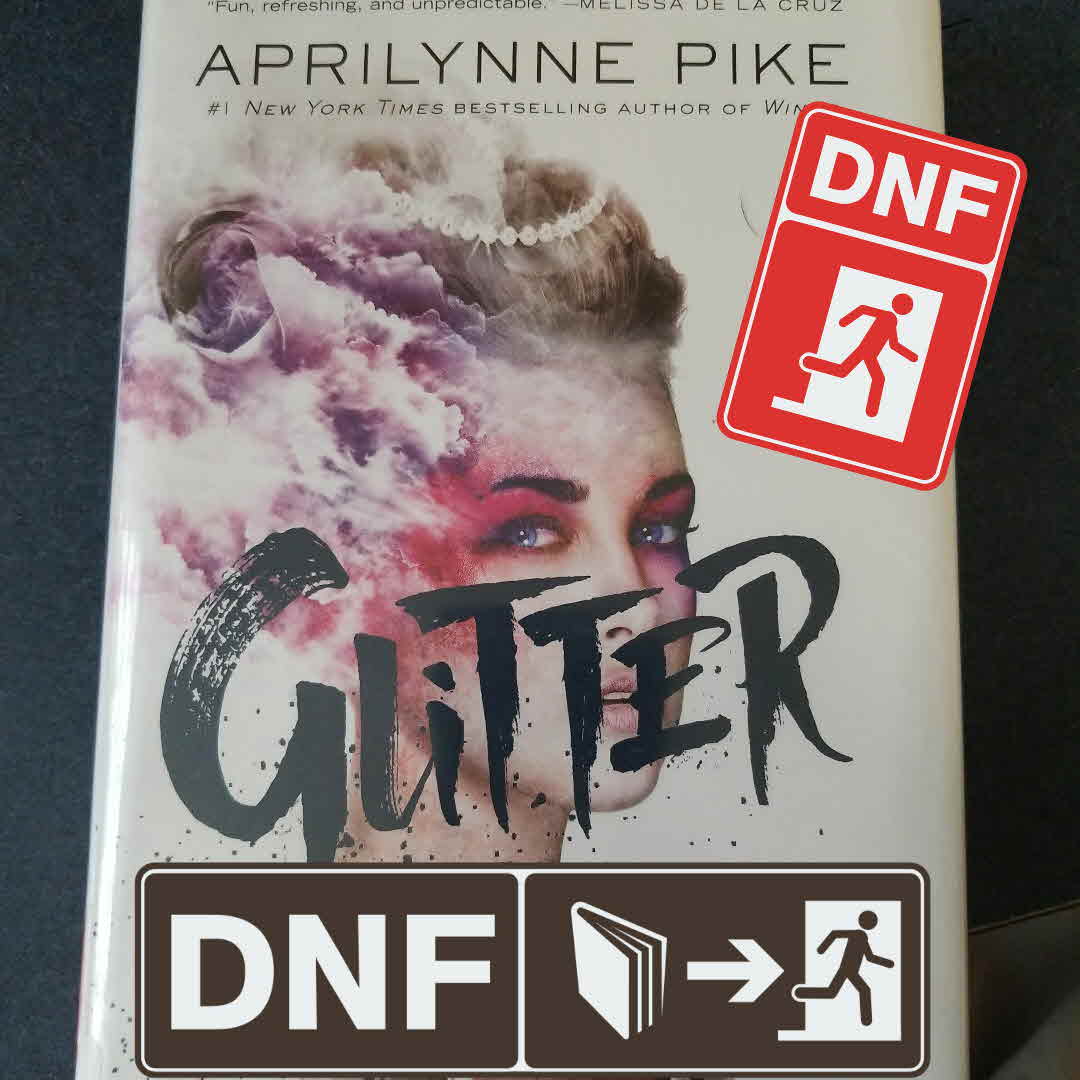 "Fun, refreshing, and unpredictable." —MELISSA DE LA CRUZ
APRILYNNE PIKE
#1 NEW YORK TIMES BESTSELLING AUTHOR OF
DNF
GLiTTER
DNF